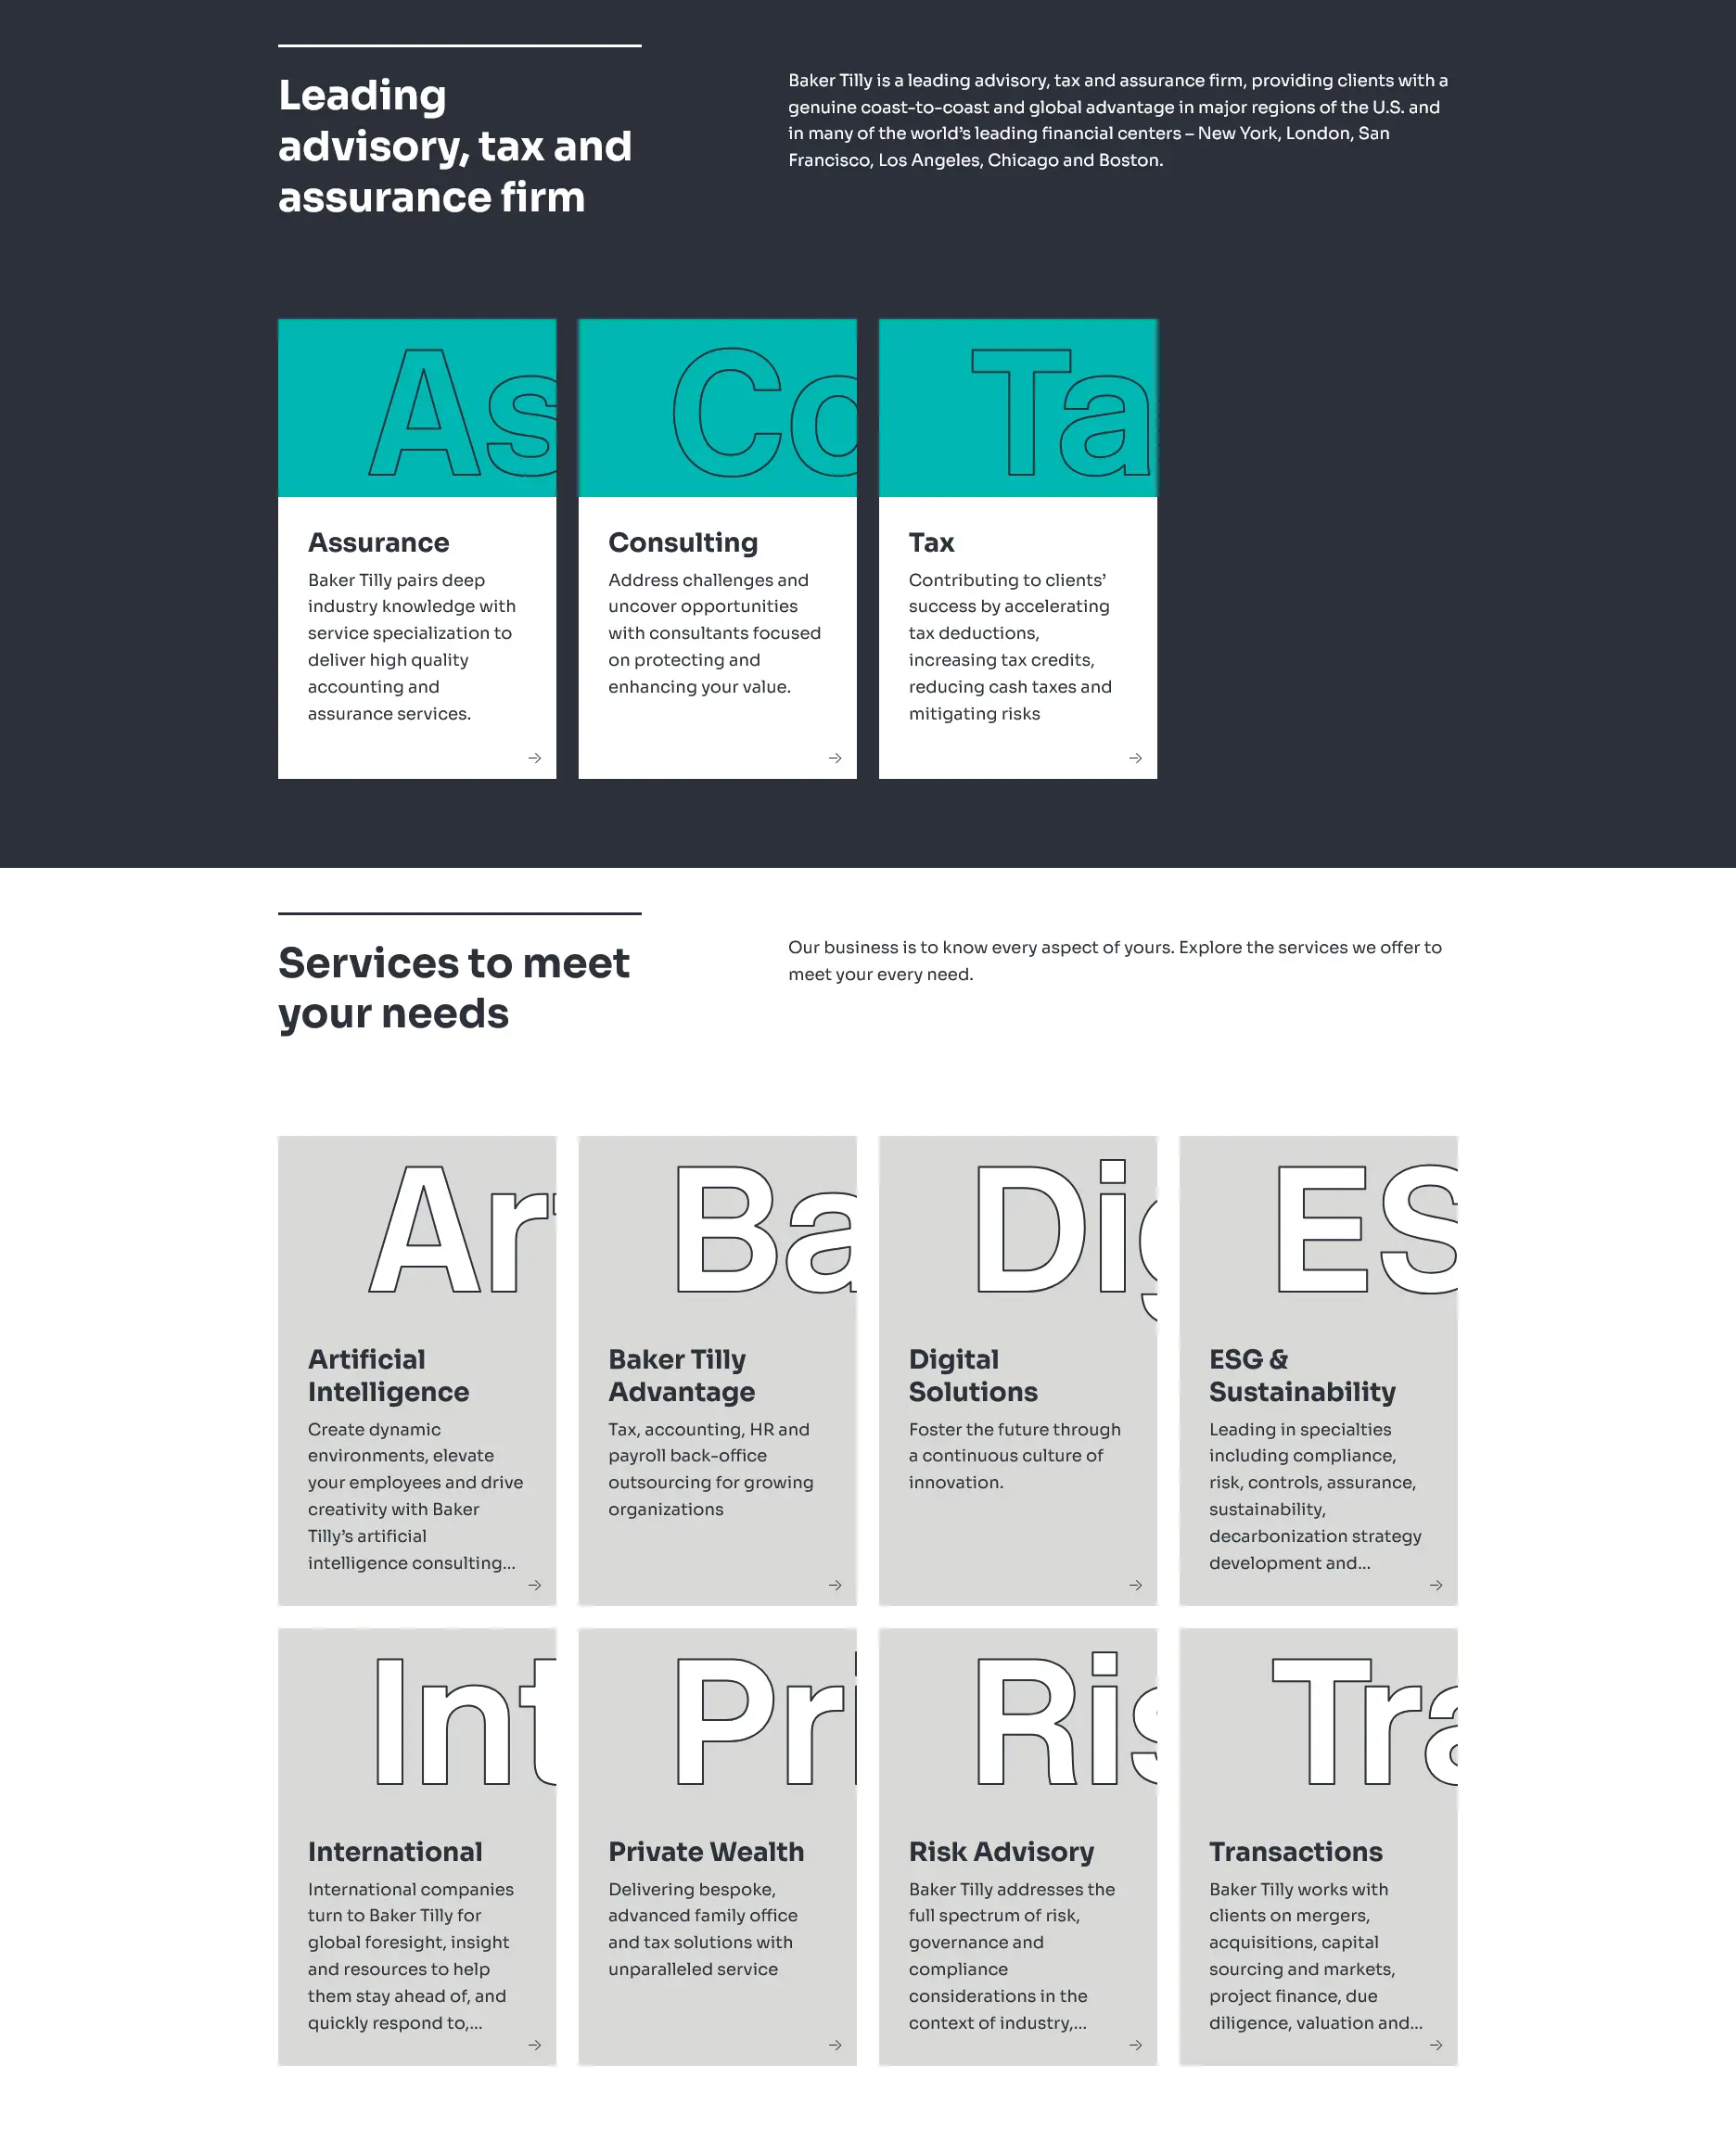 Leading
advisory, tax and
assurance firm
Baker Tilly is a leading advisory, tax and assurance firm, providing clients with a
genuine coast-to-coast and global advantage in major regions of the U.S. and
in many of the world’s leading financial centers – New York, London, San
Francisco, Los Angeles, Chicago and Boston.
As
Assurance
Baker Tilly pairs deep
industry knowledge with
service specialization to
deliver high quality
accounting and
assurance services.
Co
Consulting
Address challenges and
uncover opportunities
with consultants focused
on protecting and
enhancing your value.
Ta
Tax
Contributing to clients’
success by accelerating
tax deductions,
increasing tax credits,
reducing cash taxes and
mitigating risks
Services to meet
your needs
Our business is to know every aspect of yours. Explore the services we offer to
meet your every need.
Art
Artificial
Intelligence
Create dynamic
environments, elevate
your employees and drive
creativity with Baker
Tilly’s artificial
intelligence consulting...
Ba
Baker Tilly
Advantage
Tax, accounting, HR and
payroll back-office
outsourcing for growing
organizations
Dig
Digital
Solutions
Foster the future through
a continuous culture of
innovation.
ES
ESG &
Sustainability
Leading in specialties
including compliance,
risk, controls, assurance,
sustainability,
decarbonization strategy
development and...
Int
International
International companies
turn to Baker Tilly for
global foresight, insight
and resources to help
them stay ahead of, and
quickly respond to,...
Pri
Private Wealth
Delivering bespoke,
advanced family office
and tax solutions with
unparalleled service
Ris
Risk Advisory
Baker Tilly addresses the
full spectrum of risk,
governance and
compliance
considerations in the
context of industry,...
Tra
Transactions
Baker Tilly works with
clients on mergers,
acquisitions, capital
sourcing and markets,
project finance, due
diligence, valuation and...